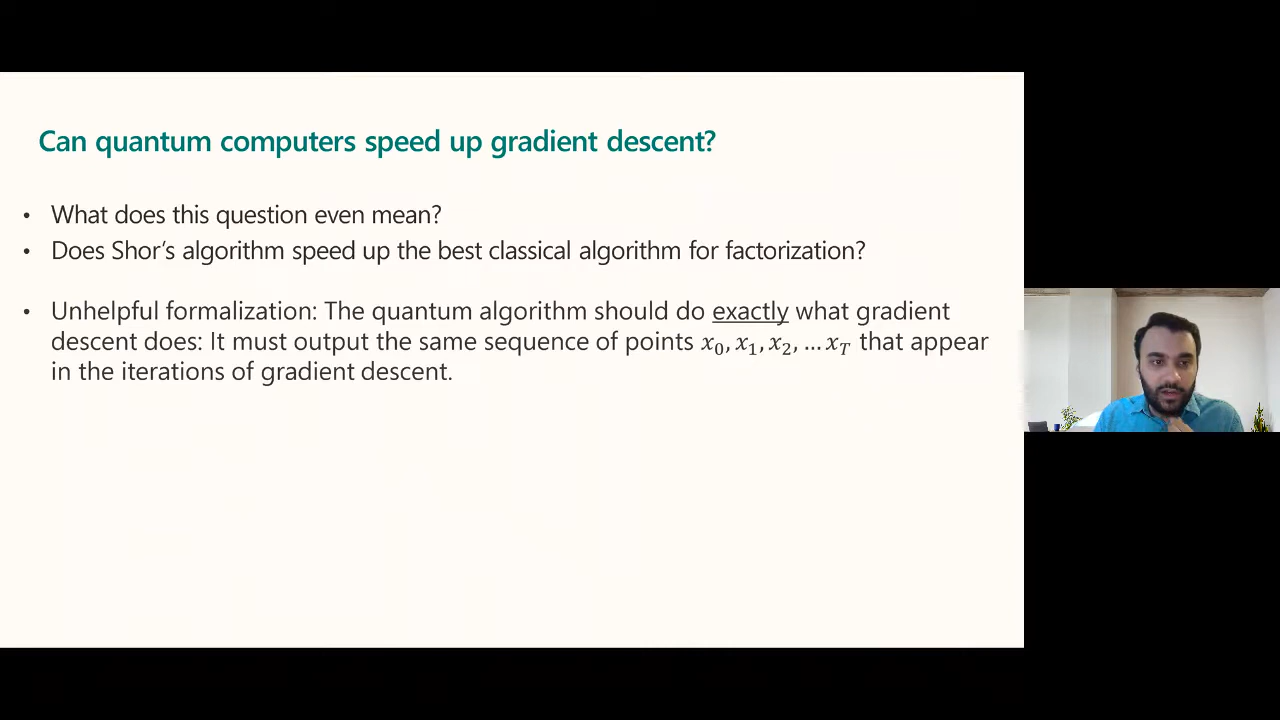 Can quantum computers speed up gradient descent?
• What does this question even mean?
• Does Shor's algorithm speed up the best classical algorithm for factorization?
• Unhelpful formalization: The quantum algorithm should do exactly what gradient
descent does: It must output the same sequence of points x₀, x₁, x₂, … x_T that appear
in the iterations of gradient descent.